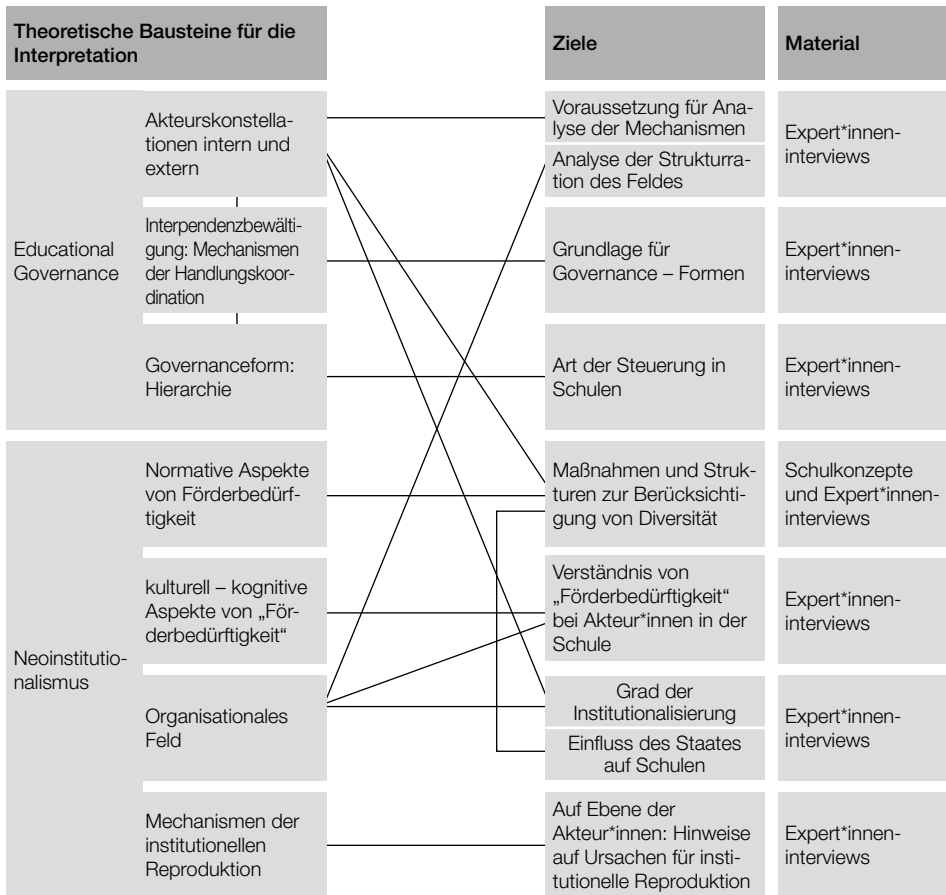 Theoretische Bausteine für die
Interpretation
Ziele
Material
Educational
Governance
Akteurskonstella-
tionen intern und
extern
Voraussetzung für Ana-
lyse der Mechanismen
Analyse der Strukturra-
tion des Feldes
Expert*innen-
interviews
Interpendenzbewälti-
gung: Mechanismen
der Handlungskoor-
dination
Grundlage für
Governance – Formen
Expert*innen-
interviews
Governanceform:
Hierarchie
Art der Steuerung in
Schulen
Expert*innen-
interviews
Neoinstitutio-
nalismus
Normative Aspekte
von Förderbedürf-
tigkeit
Maßnahmen und Struk-
turen zur Berücksichti-
gung von Diversität
Schulkonzepte
und Expert*innen-
interviews
kulturell – kognitive
Aspekte von „För-
derbedürftigkeit“
Verständnis von
„Förderbedürftigkeit“
bei Akteur*innen in der
Schule
Expert*innen-
interviews
Organisationales
Feld
Grad der
Institutionalisierung
Einfluss des Staates
auf Schulen
Expert*innen-
interviews
Mechanismen der
institutionellen
Reproduktion
Auf Ebene der
Akteur*innen: Hinweise
auf Ursachen für insti-
tutionelle Reproduktion
Expert*innen-
interviews